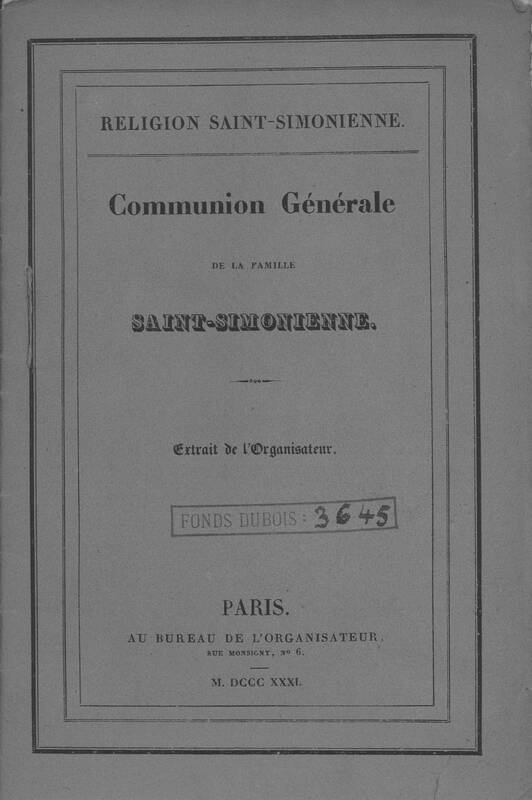 RELIGION SAINT-SIMONIENNE.
Communion Générale
DE LA FAMILLE
SAINT-SIMONIENNE.
Extrait de l'Organisateur.
FONDS DUBOIS : 3645
PARIS.
AU BUREAU DE L'ORGANISATEUR,
RUE MONSIGNY, Nº 6.
M. DCCC XXXI.